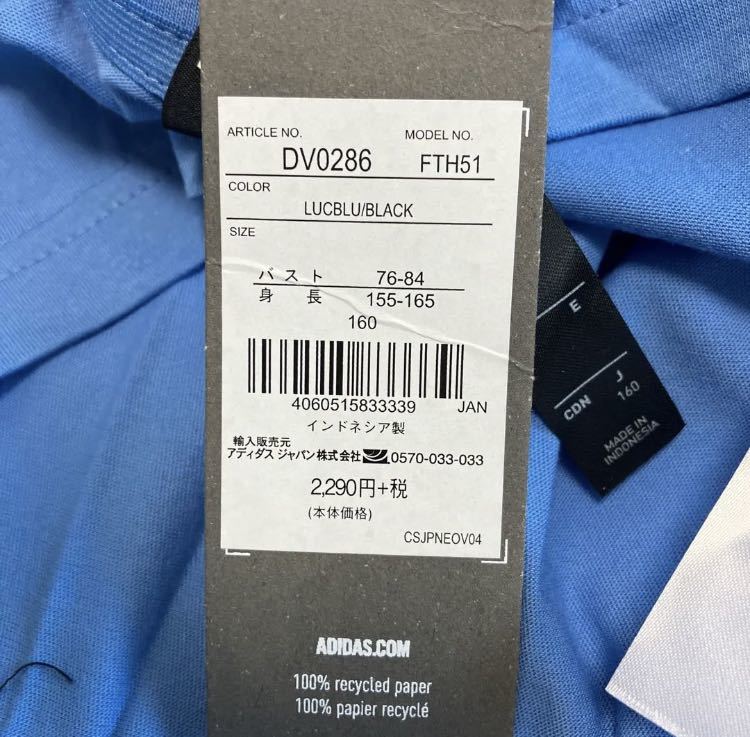 ARTICLE NO. MODEL NO.
DV0286 FTH51
COLOR
LUCBLU/BLACK
SIZE
バスト 76-84
身 長 155-165
160
4060515833339 JAN
インドネシア製
輸入販売元
アディダス ジャパン株式会社 0570-033-033
2,290円+税
(本体価格)
CSJPNEOV04
ADIDAS.COM
100% recycled paper
100% papier recyclé
E
J
CDN 160
MADE IN
INDONESIA